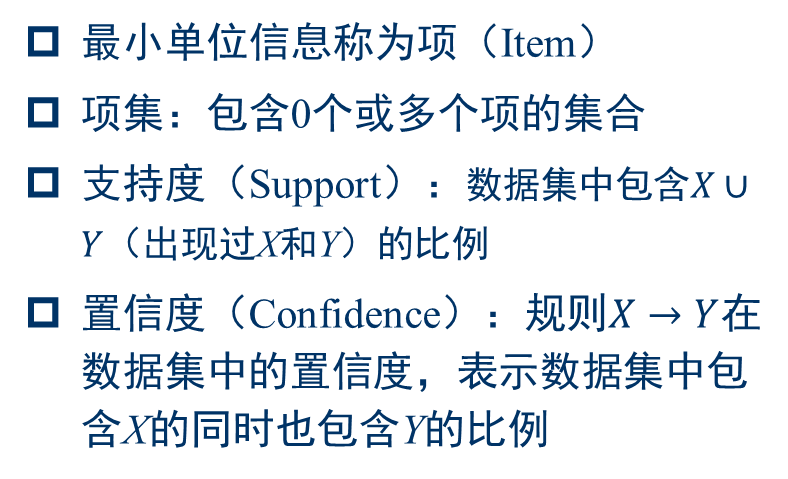 最小单位信息称为项（Item）
项集：包含0个或多个项的集合
支持度（Support）：数据集中包含X ∪
Y（出现过X和Y）的比例
置信度（Confidence）：规则X → Y在
数据集中的置信度，表示数据集中包
含X的同时也包含Y的比例